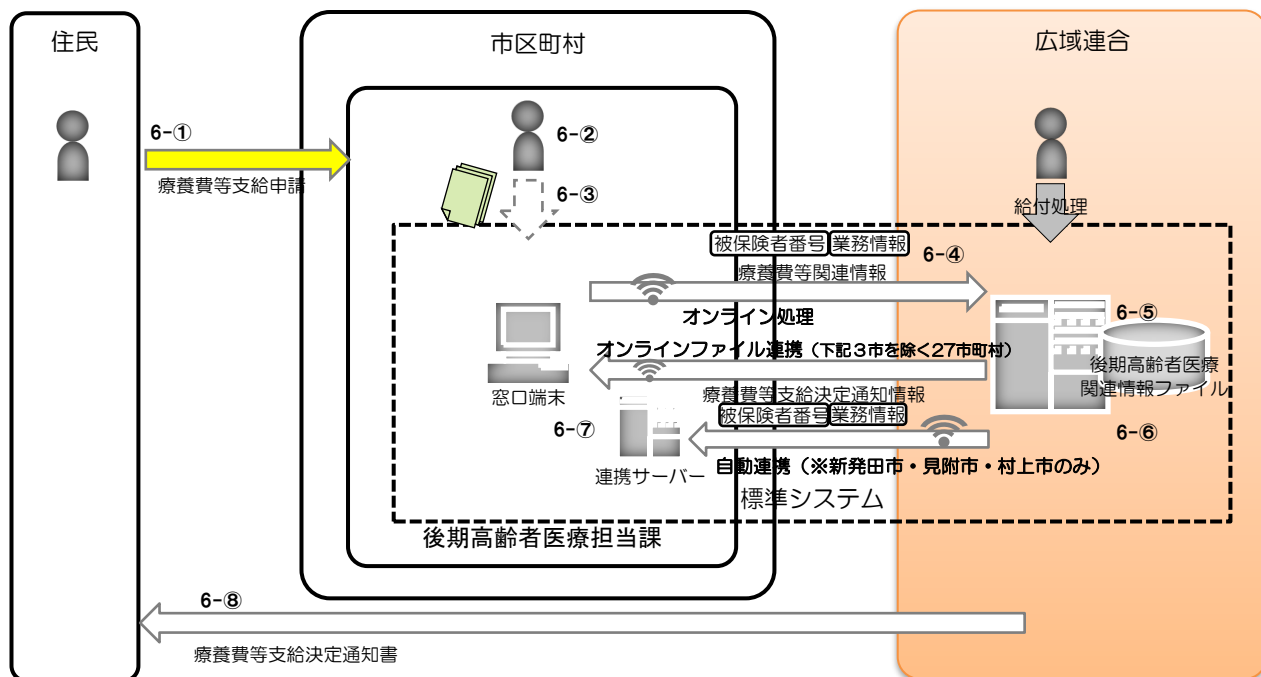 住民
市区町村
広域連合
6-①
療養費等支給申請
6-②
6-③
給付処理
被保険者番号 業務情報
6-④
療養費等関連情報
オンライン処理
6-⑤
オンラインファイル連携（下記３市を除く２７市町村）
後期高齢者医療
関連情報ファイル
窓口端末
療養費等支給決定通知情報
被保険者番号 業務情報
6-⑦
6-⑥
連携サーバー
自動連携（※新発田市・見附市・村上市のみ）
標準システム
後期高齢者医療担当課
6-⑧
療養費等支給決定通知書